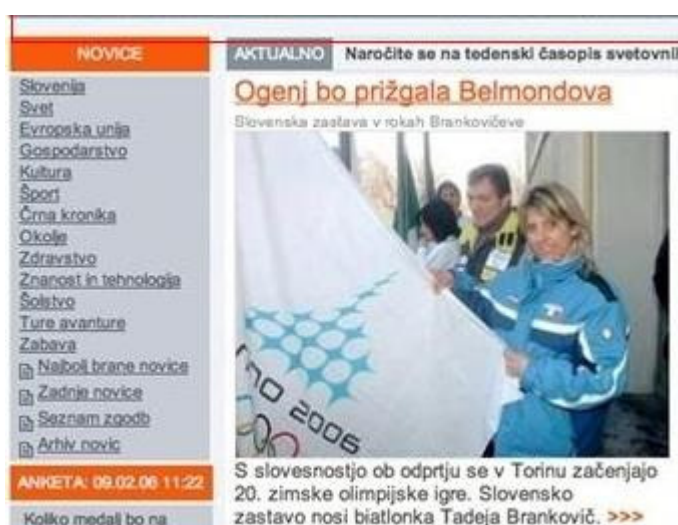 NOVICE
Slovenija
Svet
Evropska unija
Gospodarstvo
Kultura
Šport
Črna kronika
Okolje
Zdravstvo
Znanost in tehnologija
Šolstvo
Ture avanture
Zabava
Najbolj brane novice
Zadnje novice
Seznam zgodb
Arhiv novic
ANKETA: 09.02.06 11:22
Koliko medalj bo na
AKTUALNO Naročite se na tedenski časopis svetovni
Ogenj bo prižgala Belmondova
Slovenska zastava v rokah Brankovičeve
NO 2006
S slovesnostjo ob odprtju se v Torinu začenjajo
20. zimske olimpijske igre. Slovensko
zastavo nosi biatlonka Tadeja Brankovič. >>>